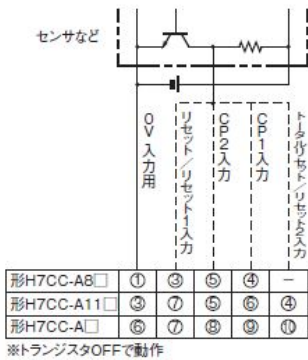 センサなど
0V入力用
リセット/リセット1入力
CP2入力
CP1入力
トータルリセット/リセット2入力
形H7CC-A8□ ① ③ ⑤ ④ −
形H7CC-A11□ ③ ⑦ ⑤ ⑥ ④
形H7CC-A□ ⑥ ⑦ ⑧ ⑨ ⑩
※トランジスタOFFで動作